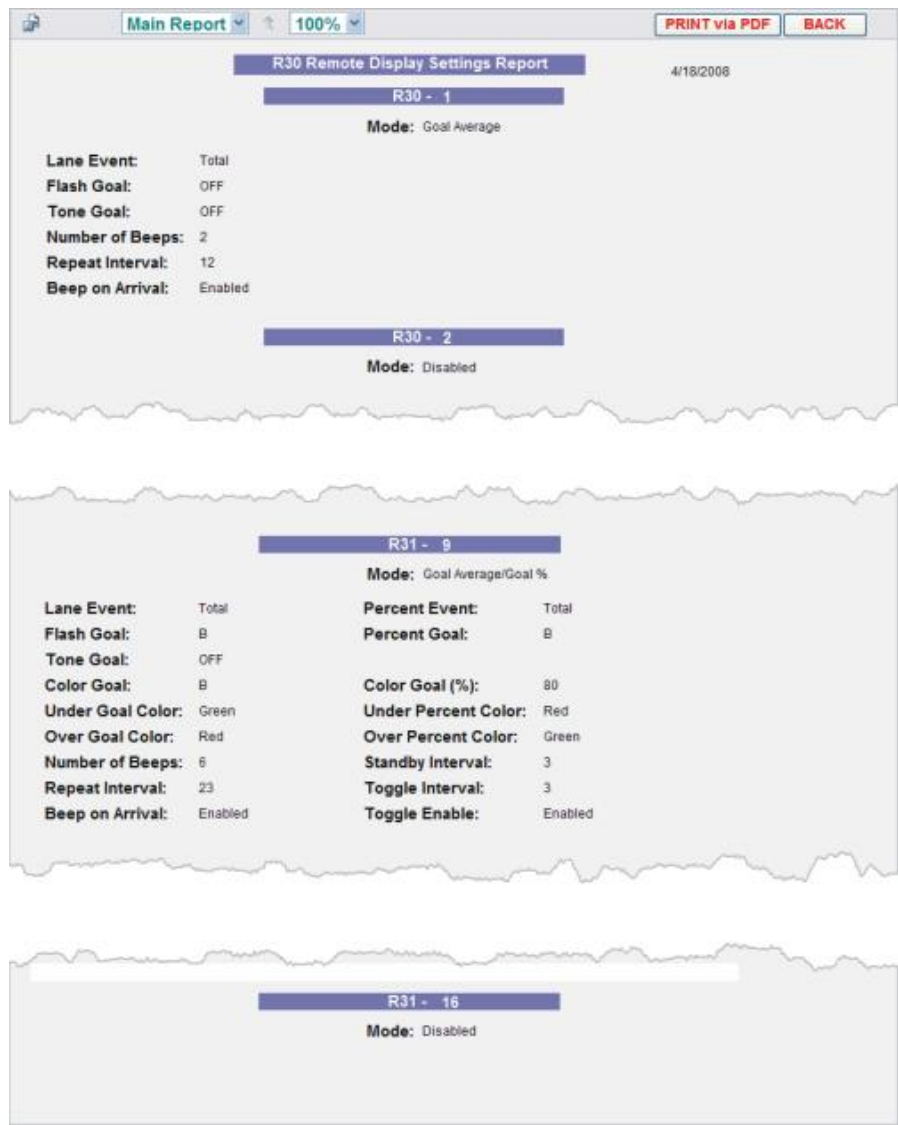 Main Report 100% PRINT via PDF BACK
R30 Remote Display Settings Report
4/18/2008
R30 - 1
Mode: Goal Average
Lane Event: Total
Flash Goal: OFF
Tone Goal: OFF
Number of Beeps: 2
Repeat Interval: 12
Beep on Arrival: Enabled
R30 - 2
Mode: Disabled
R31 - 9
Mode: Goal Average/Goal %
Lane Event: Total Percent Event: Total
Flash Goal: B Percent Goal: B
Tone Goal: OFF
Color Goal: B Color Goal (%): 80
Under Goal Color: Green Under Percent Color: Red
Over Goal Color: Red Over Percent Color: Green
Number of Beeps: 6 Standby Interval: 3
Repeat Interval: 23 Toggle Interval: 3
Beep on Arrival: Enabled Toggle Enable: Enabled
R31 - 16
Mode: Disabled